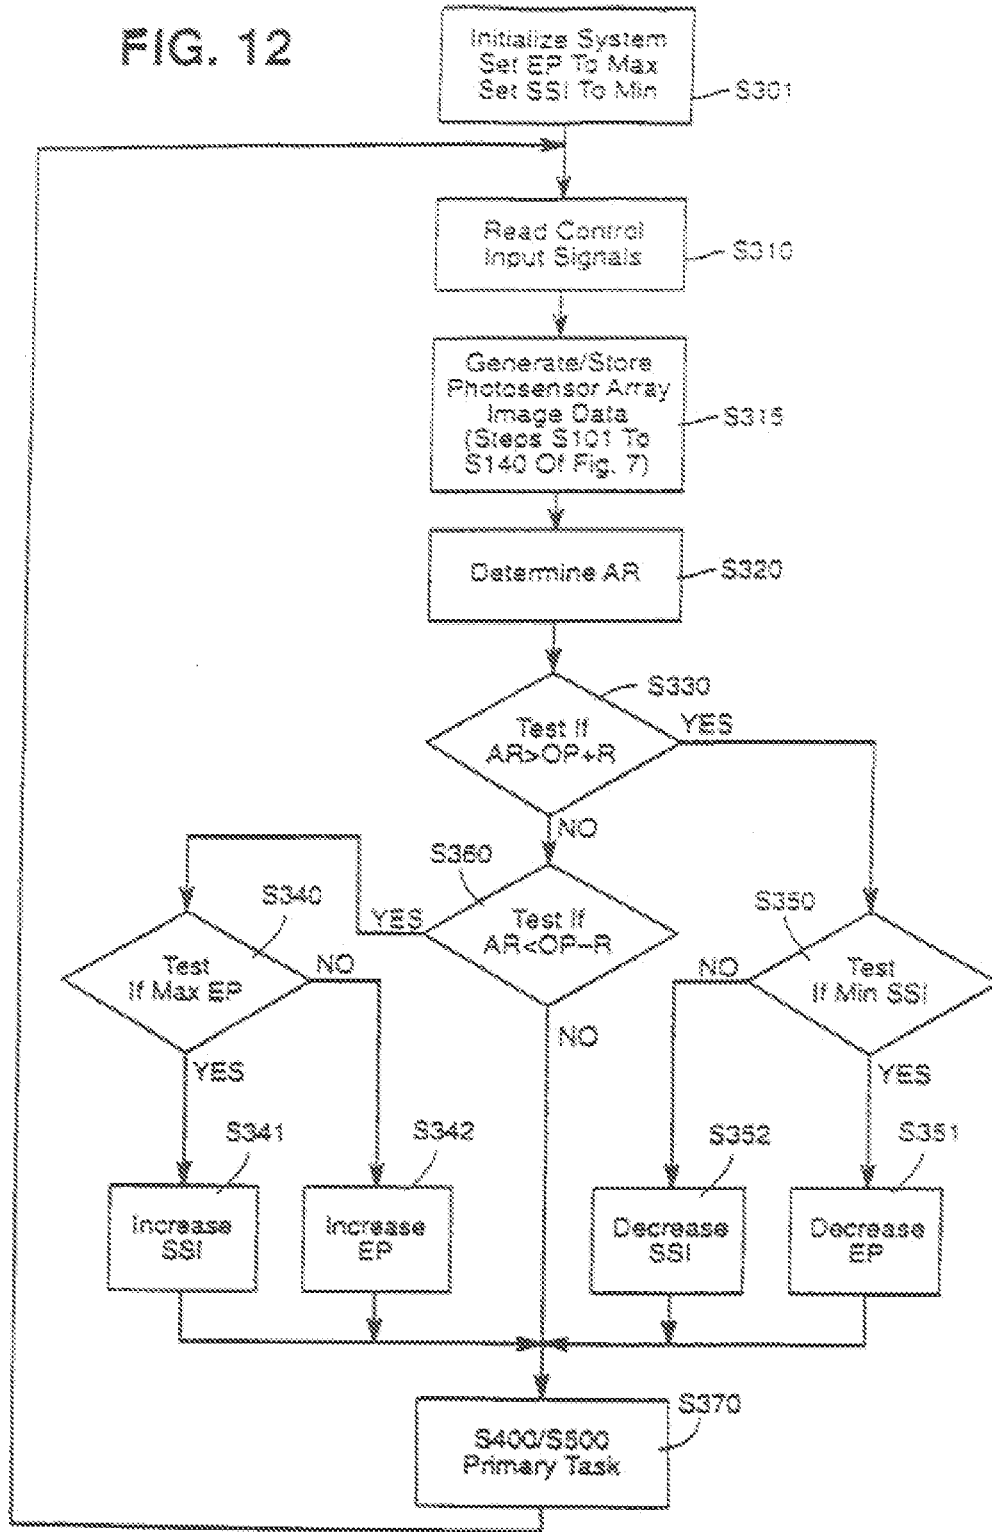 FIG. 12
Initialize System
Set EP To Max
Set SSI To Min
S301
Read Control
Input Signals
S310
Generate/Store
Photosensor Array
Image Data
(Steps S101 To
S140 Of Fig. 7)
S315
Determine AR
S320
S330
Test If
AR>OP+R
YES
NO
S360
Test If
AR<OP−R
YES
NO
S340
Test
If Max EP
NO
YES
S350
Test
If Min SSI
NO
YES
S341
Increase
SSI
S342
Increase
EP
S352
Decrease
SSI
S351
Decrease
EP
S370
S400/S500
Primary Task